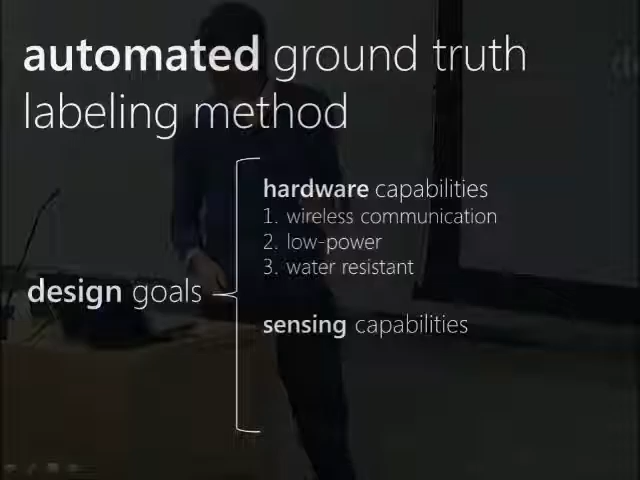 automated ground truth
labeling method
hardware capabilities
1. wireless communication
2. low-power
3. water resistant
design goals
sensing capabilities